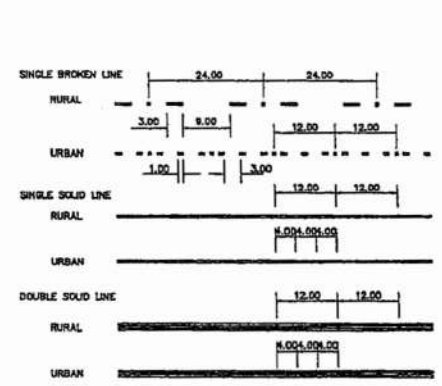 SINGLE BROKEN LINE
24.00 24.00
RURAL
3.00 9.00
12.00 12.00
URBAN
1.00 3.00
SINGLE SOLID LINE
12.00 12.00
RURAL
4.00 4.00 4.00
URBAN
DOUBLE SOLID LINE
12.00 12.00
RURAL
4.00 4.00 4.00
URBAN